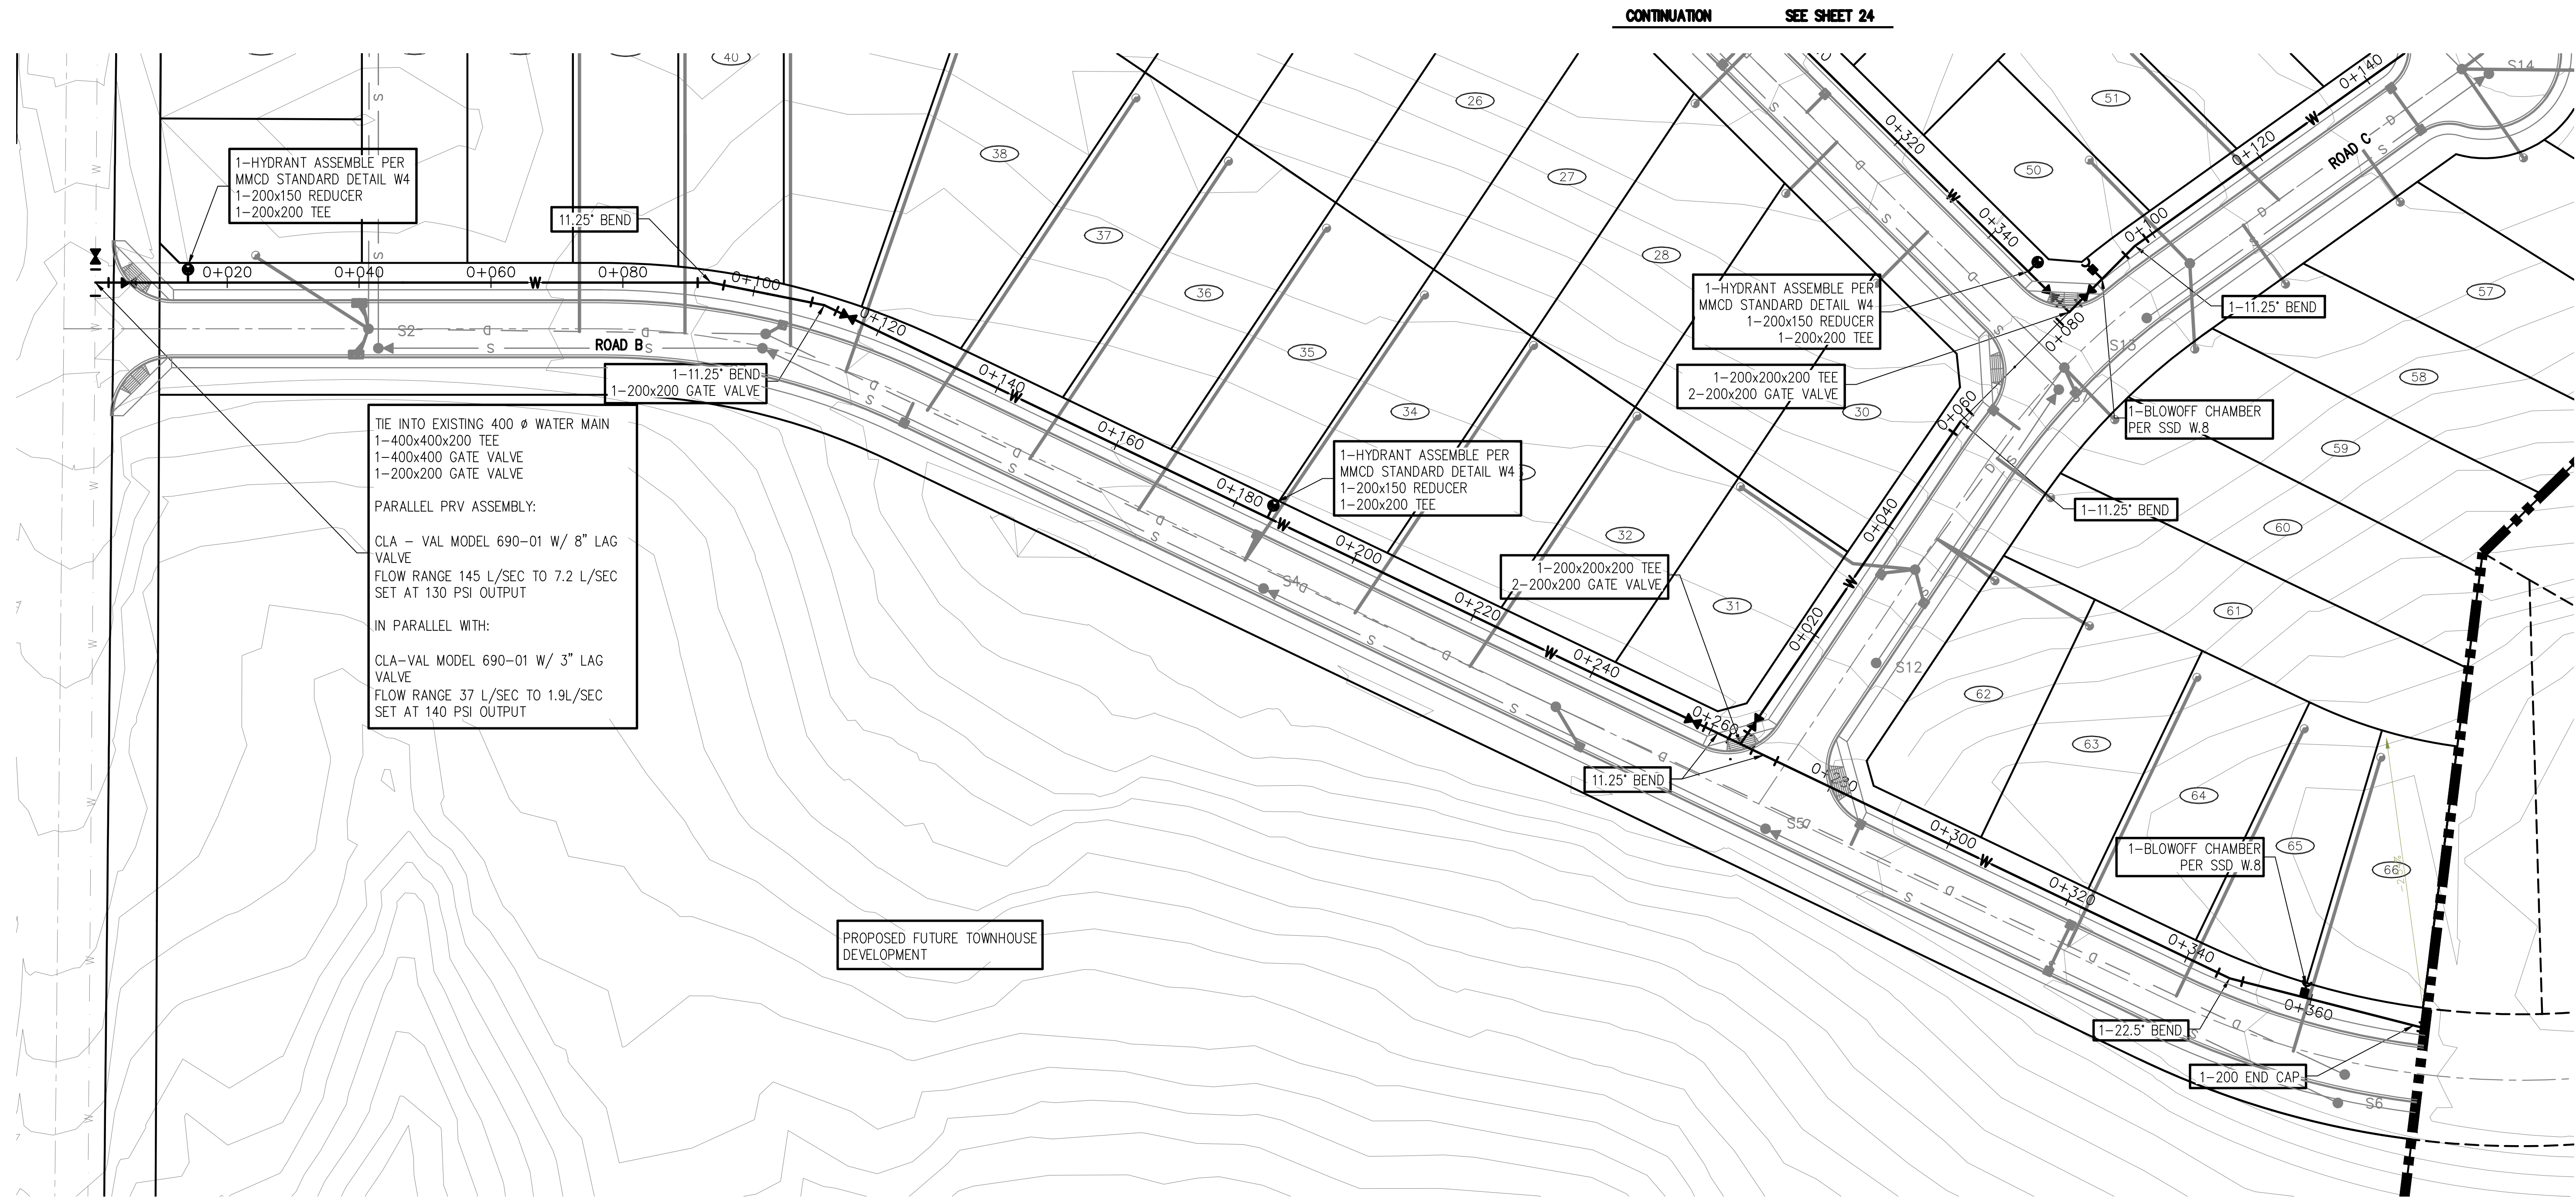 CONTINUATION SEE SHEET 24
40
38
37
36
35
34
26
27
28
30
32
31
51
50
57
58
59
60
61
62
63
64
65
66
1-HYDRANT ASSEMBLE PER
MMCD STANDARD DETAIL W4
1-200x150 REDUCER
1-200x200 TEE
11.25° BEND
0+020
0+040
0+060
0+080
0+100
0+120
0+140
0+160
0+180
0+200
0+220
0+240
0+260
0+300
0+320
0+340
0+360
S2
ROAD B
W
S
D
1-11.25° BEND
1-200x200 GATE VALVE
TIE INTO EXISTING 400 ø WATER MAIN
1-400x400x200 TEE
1-400x400 GATE VALVE
1-200x200 GATE VALVE
PARALLEL PRV ASSEMBLY:
CLA - VAL MODEL 690-01 W/ 8" LAG
VALVE
FLOW RANGE 145 L/SEC TO 7.2 L/SEC
SET AT 130 PSI OUTPUT
IN PARALLEL WITH:
CLA-VAL MODEL 690-01 W/ 3" LAG
VALVE
FLOW RANGE 37 L/SEC TO 1.9L/SEC
SET AT 140 PSI OUTPUT
1-HYDRANT ASSEMBLE PER
MMCD STANDARD DETAIL W4
1-200x150 REDUCER
1-200x200 TEE
S4
1-200x200x200 TEE
2-200x200 GATE VALVE
11.25° BEND
S5
1-HYDRANT ASSEMBLE PER
MMCD STANDARD DETAIL W4
1-200x150 REDUCER
1-200x200 TEE
1-200x200x200 TEE
2-200x200 GATE VALVE
0+320
0+340
0+020
0+040
0+060
0+080
0+100
0+120
0+140
ROAD C
S14
S13
S12
1-11.25° BEND
1-BLOWOFF CHAMBER
PER SSD W.8
1-11.25° BEND
1-BLOWOFF CHAMBER
PER SSD W.8
1-22.5° BEND
1-200 END CAP
S6
PROPOSED FUTURE TOWNHOUSE
DEVELOPMENT